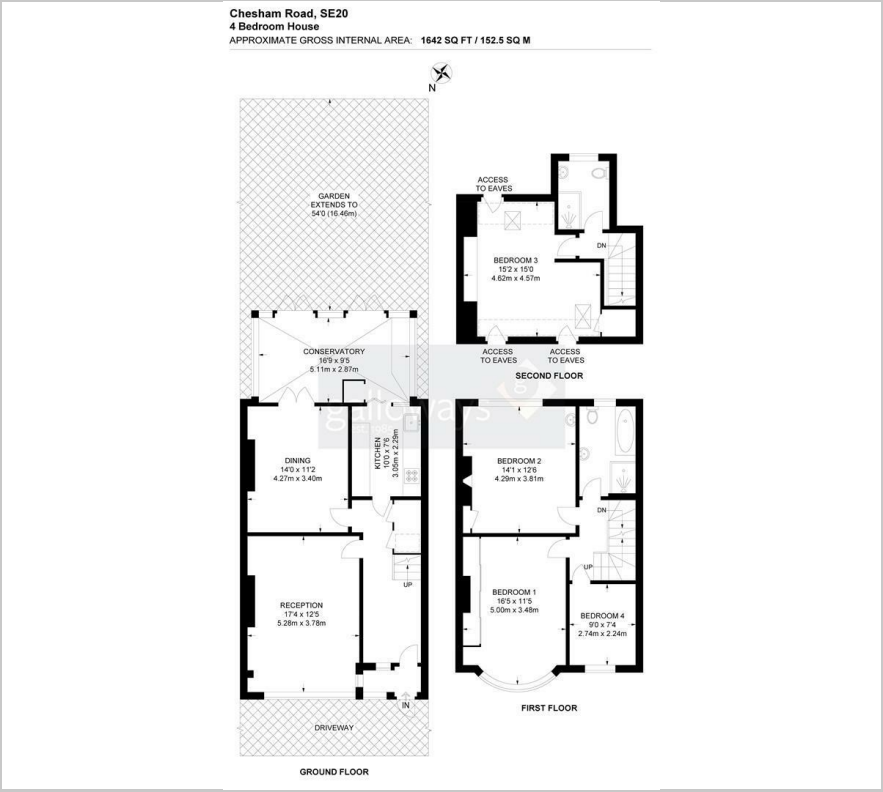 Chesham Road, SE20
4 Bedroom House
APPROXIMATE GROSS INTERNAL AREA: 1642 SQ FT / 152.5 SQ M
N
GARDEN
EXTENDS TO
54'0 (16.46m)
CONSERVATORY
16'9 x 9'5
5.11m x 2.87m
DINING
14'0 x 11'2
4.27m x 3.40m
KITCHEN
10'0 x 7'6
3.05m x 2.29m
UP
RECEPTION
17'4 x 12'5
5.28m x 3.78m
IN
DRIVEWAY
GROUND FLOOR
ACCESS
TO EAVES
DN
BEDROOM 3
15'2 x 15'0
4.62m x 4.57m
ACCESS
TO EAVES
ACCESS
TO EAVES
SECOND FLOOR
g
galloways
BEDROOM 2
14'1 x 12'6
4.29m x 3.81m
DN
UP
BEDROOM 1
16'5 x 11'5
5.00m x 3.48m
BEDROOM 4
9'0 x 7'4
2.74m x 2.24m
FIRST FLOOR